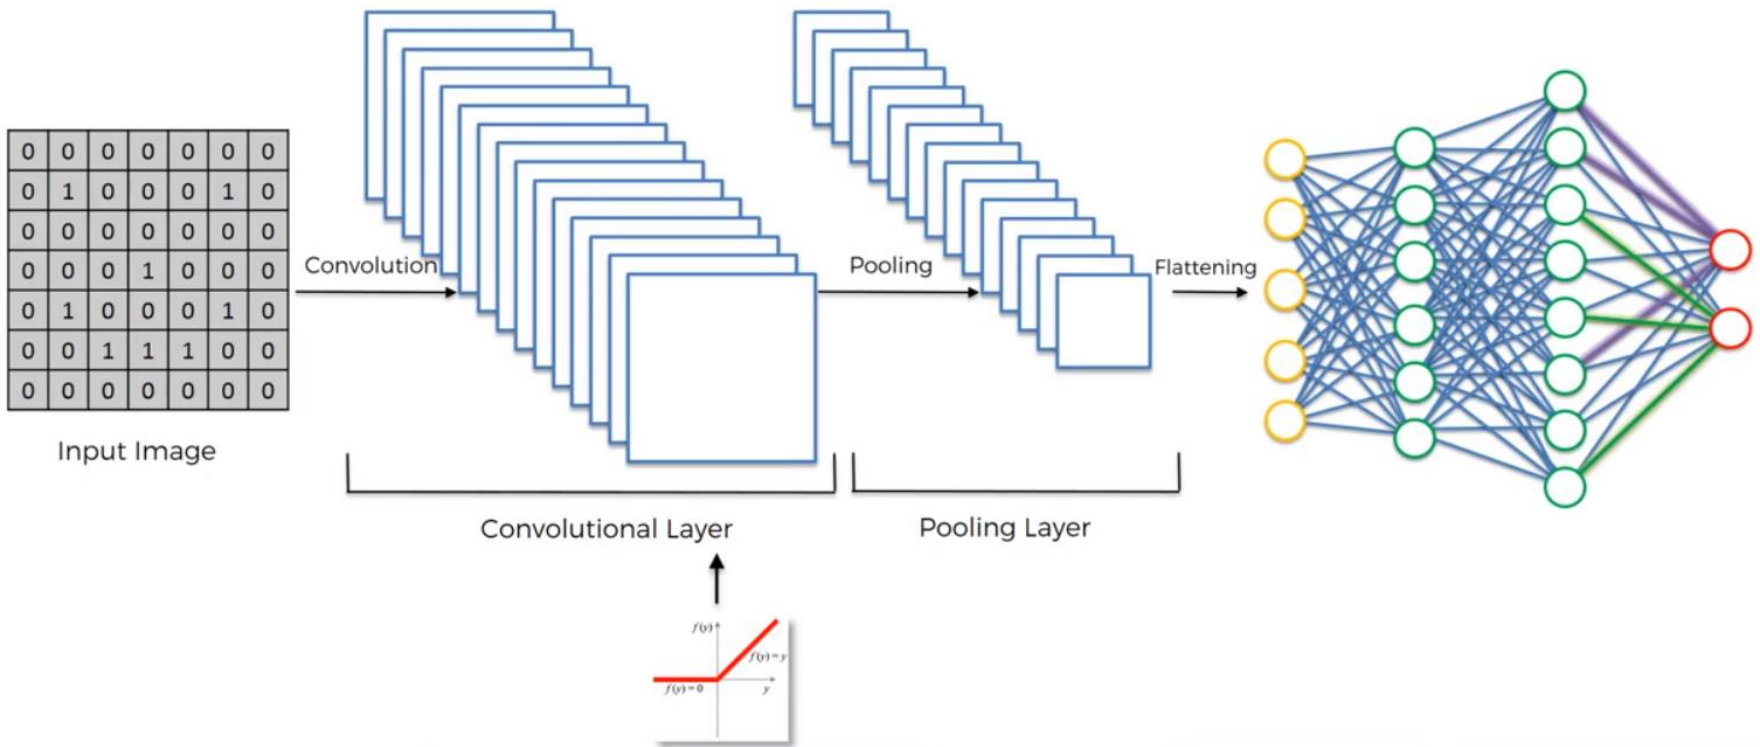 0 0 0 0 0 0 0
0 1 0 0 0 1 0
0 0 0 0 0 0 0
0 0 0 1 0 0 0
0 1 0 0 0 1 0
0 0 1 1 1 0 0
0 0 0 0 0 0 0
Input Image
Convolution
Pooling
Flattening
Convolutional Layer
Pooling Layer
f(y)
f(y)=y
f(y)=0
y